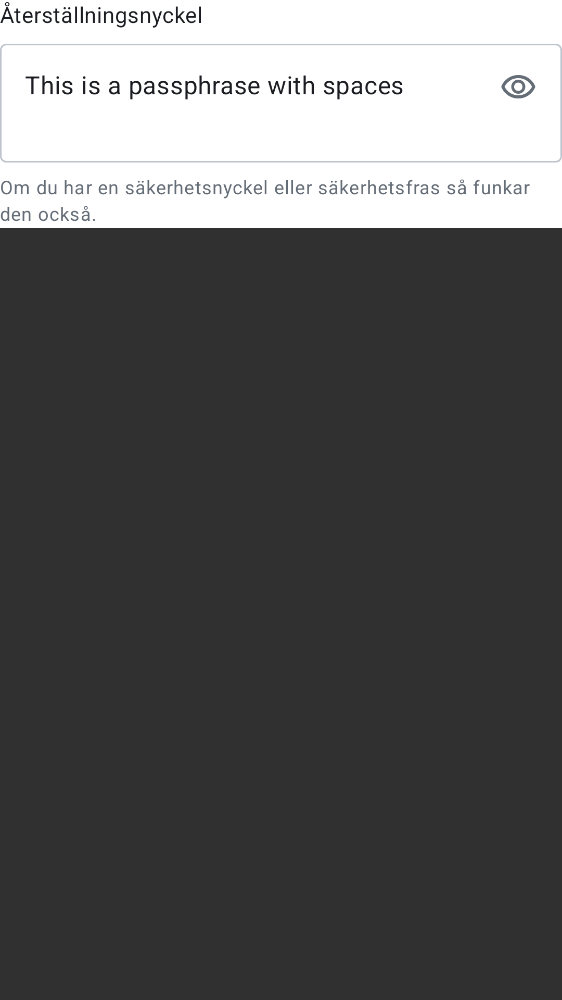 Återställningsnyckel
This is a passphrase with spaces
Om du har en säkerhetsnyckel eller säkerhetsfras så funkar
den också.